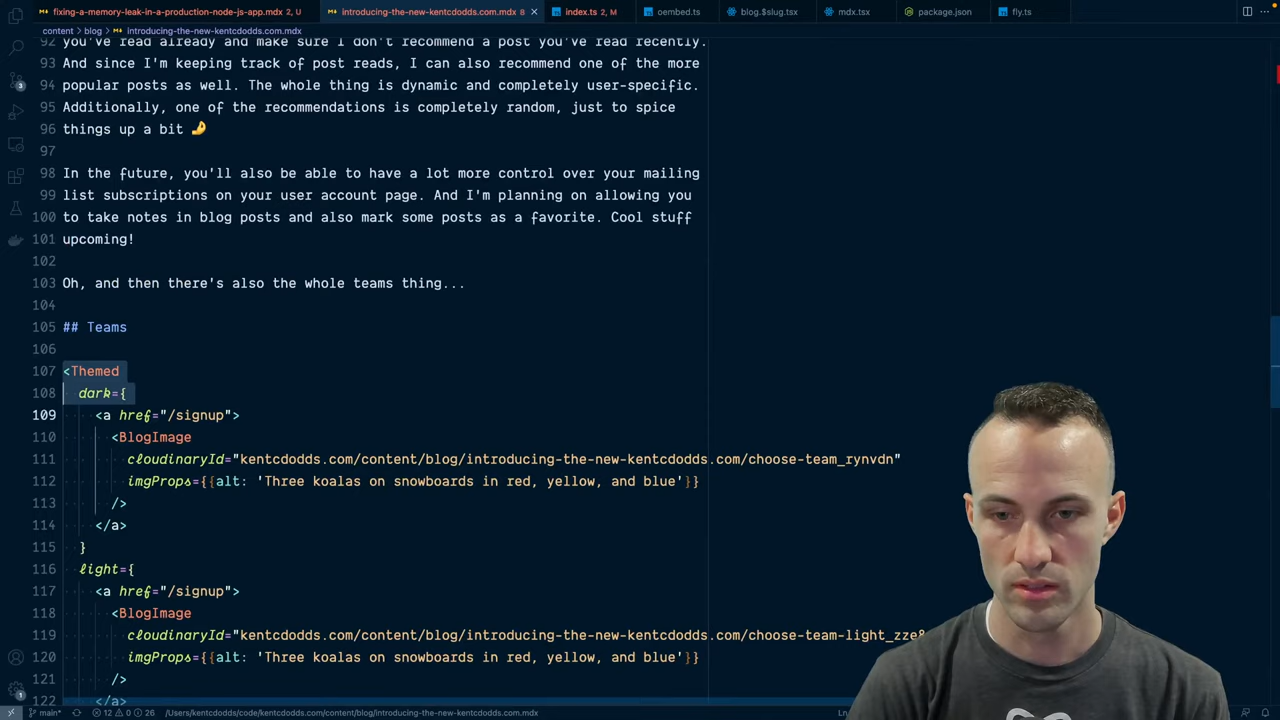 fixing-a-memory-leak-in-a-production-node-js-app.mdx 2, U
introducing-the-new-kentcdodds.com.mdx 8
index.ts 2, M
oembed.ts
blog.$slug.tsx
mdx.tsx
package.json
fly.ts
content > blog > introducing-the-new-kentcdodds.com.mdx
92 you've read already and make sure I don't recommend a post you've read recently.
93 And since I'm keeping track of post reads, I can also recommend one of the more
94 popular posts as well. The whole thing is dynamic and completely user-specific.
95 Additionally, one of the recommendations is completely random, just to spice
96 things up a bit 🤌
97
98 In the future, you'll also be able to have a lot more control over your mailing
99 list subscriptions on your user account page. And I'm planning on allowing you
100 to take notes in blog posts and also mark some posts as a favorite. Cool stuff
101 upcoming!
102
103 Oh, and then there's also the whole teams thing...
104
105 ## Teams
106
107 <Themed
108 dark={
109 <a href="/signup">
110 <BlogImage
111 cloudinaryId="kentcdodds.com/content/blog/introducing-the-new-kentcdodds.com/choose-team_rynvdn"
112 imgProps={{alt: 'Three koalas on snowboards in red, yellow, and blue'}}
113 />
114 </a>
115 }
116 light={
117 <a href="/signup">
118 <BlogImage
119 cloudinaryId="kentcdodds.com/content/blog/introducing-the-new-kentcdodds.com/choose-team-light_zze
120 imgProps={{alt: 'Three koalas on snowboards in red, yellow, and blue'}}
121 />
122 </a>
main* 12 0 26 /Users/kentcdodds/code/kentcdodds.com/content/blog/introducing-the-new-kentcdodds.com.mdx
Ln